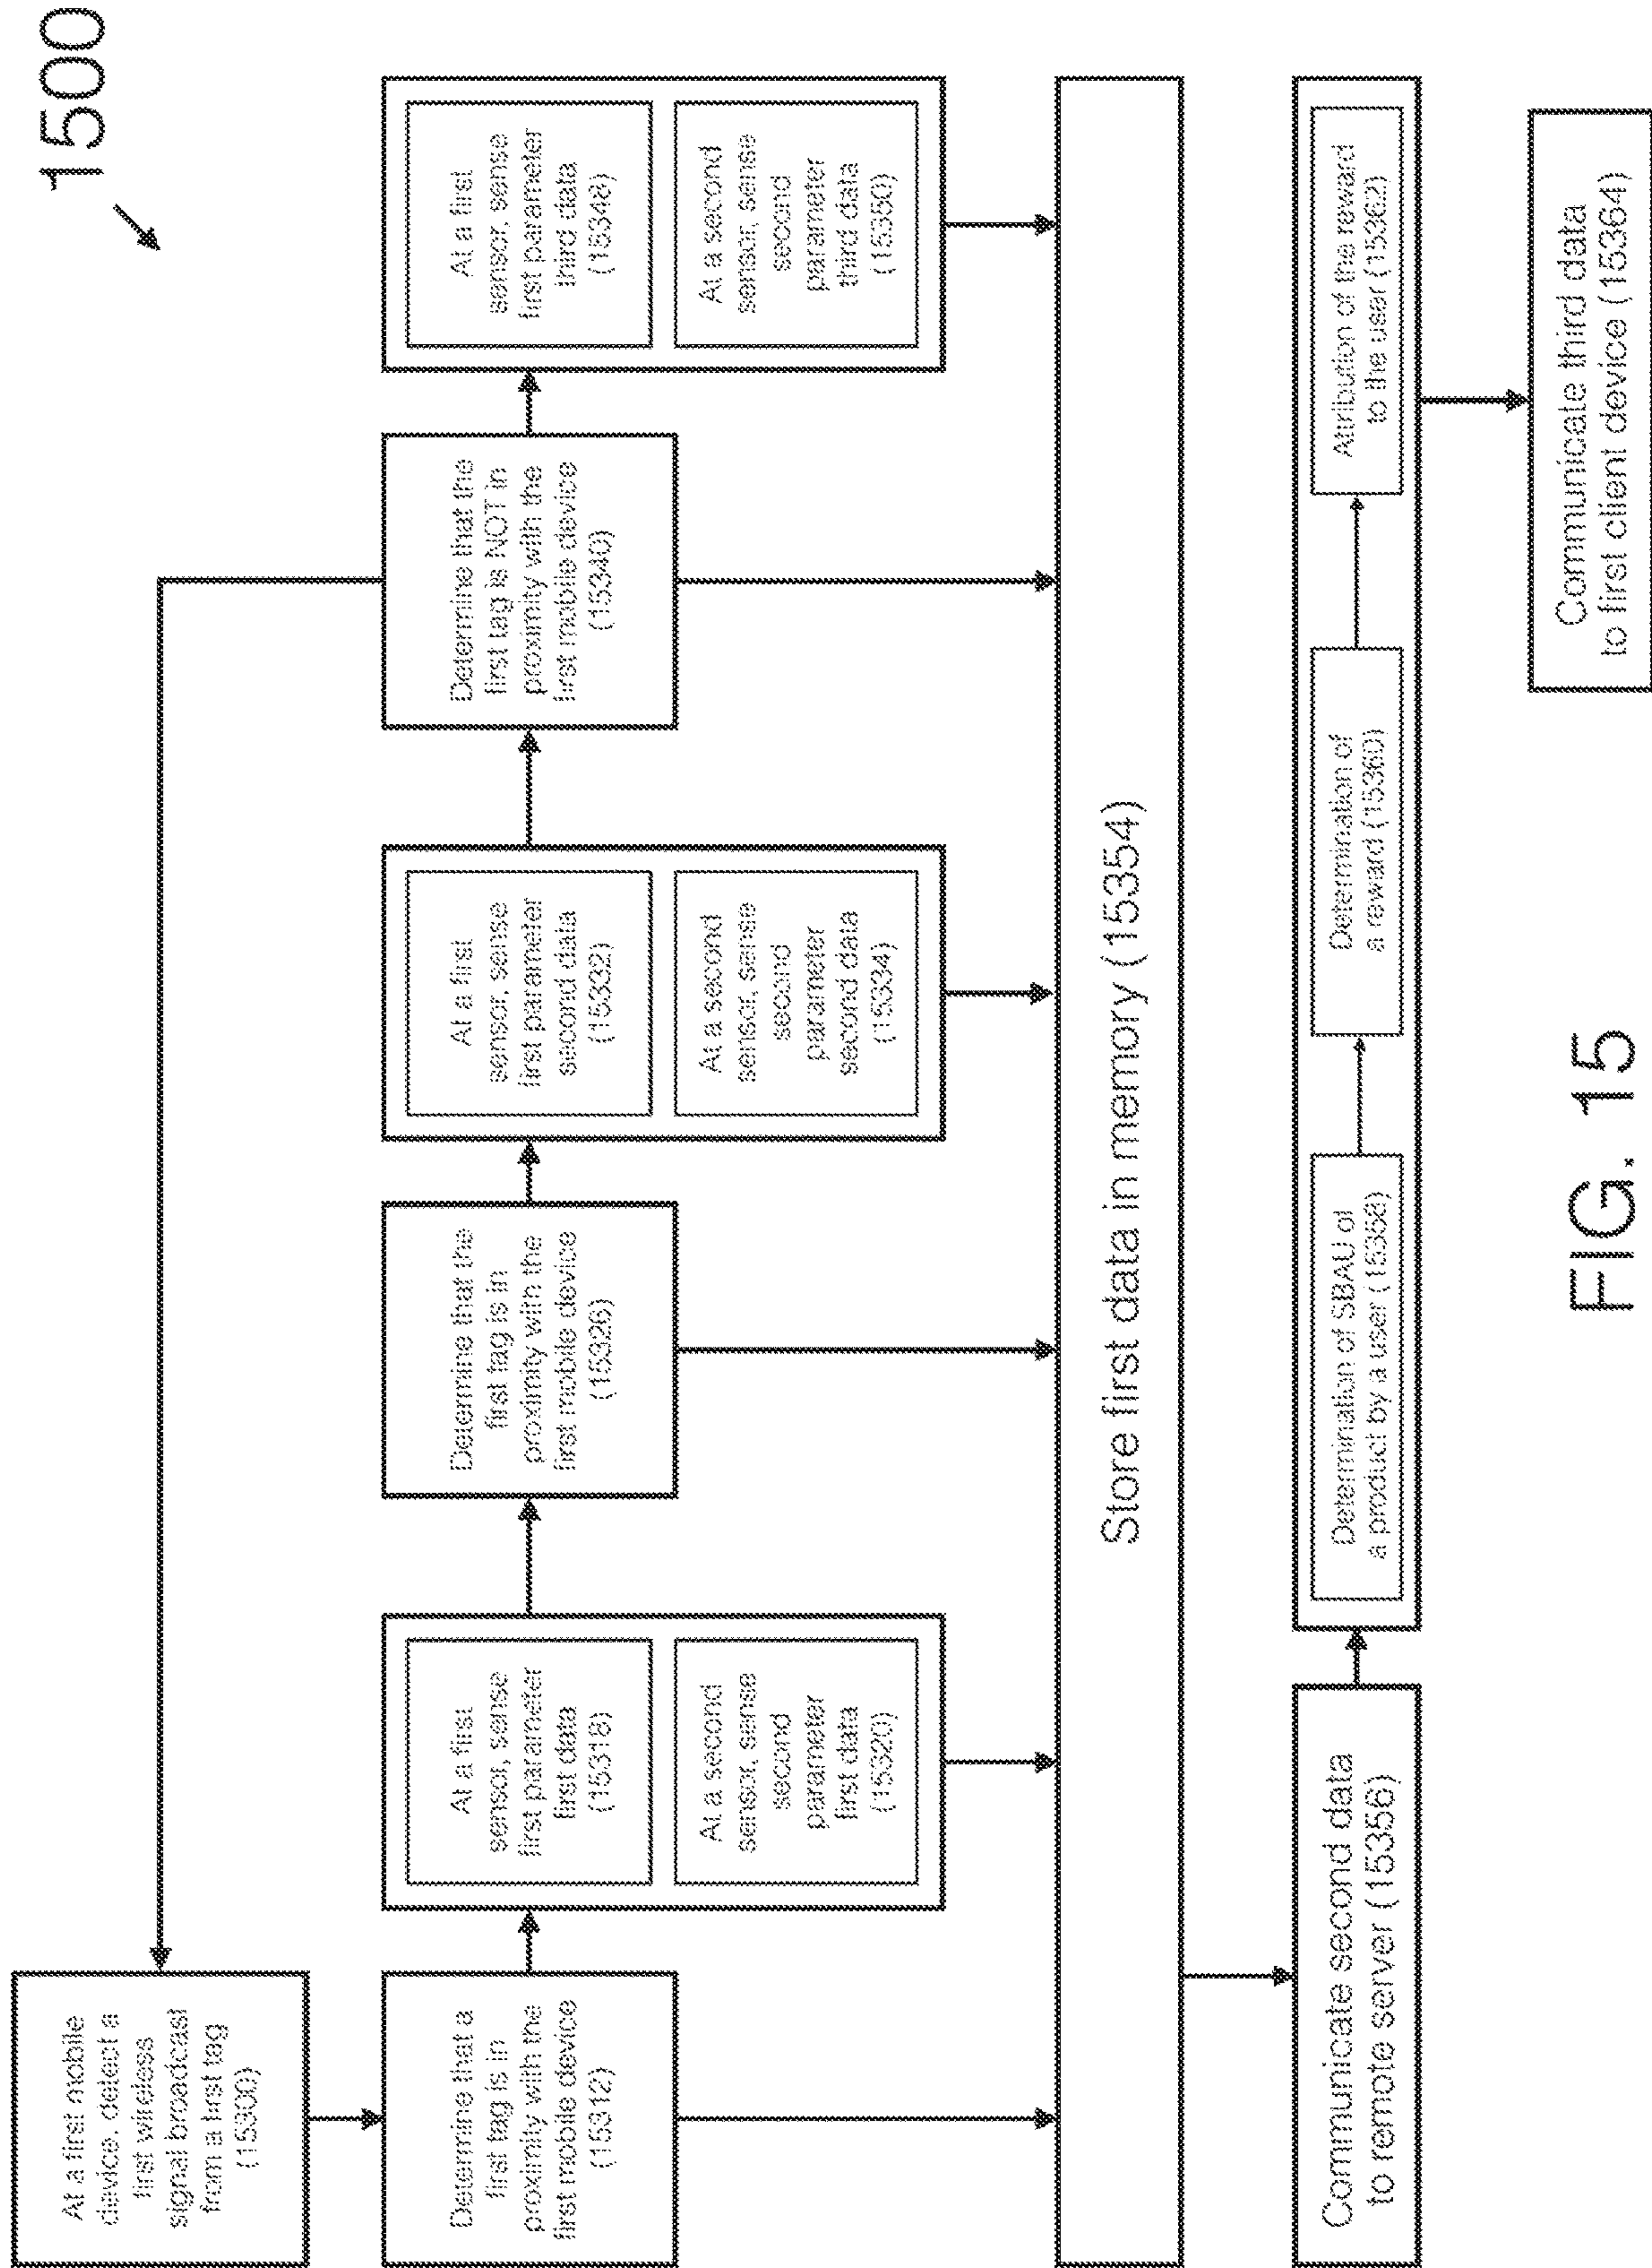 1500
At a first mobile
device, detect a
first wireless
signal broadcast
from a first tag
(15300)
Determine that a
first tag is in
proximity with the
first mobile device
(15312)
At a first
sensor, sense
first parameter
first data
(15318)
At a second
sensor, sense
second
parameter
first data
(15320)
Determine that the
first tag is in
proximity with the
first mobile device
(15326)
At a first
sensor, sense
first parameter
second data
(15332)
At a second
sensor, sense
second
parameter
second data
(15334)
Determine that the
first tag is NOT in
proximity with the
first mobile device
(15340)
At a first
sensor, sense
first parameter
third data
(15348)
At a second
sensor, sense
second
parameter
third data
(15350)
Store first data in memory (15354)
Communicate second data
to remote server (15356)
Determination of SBAU of
a product by a user (15358)
Determination of
a reward (15360)
Attribution of the reward
to the user (15362)
Communicate third data
to first client device (15364)
FIG. 15